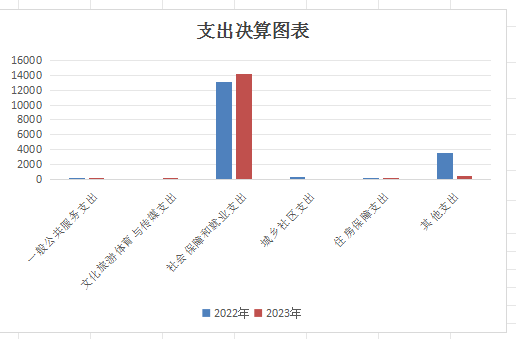 支出决算图表
16000
14000
12000
10000
8000
6000
4000
2000
0
一般公共服务支出
文化旅游体育与传媒支出
社会保障和就业支出
城乡社区支出
住房保障支出
其他支出
2022年 2023年